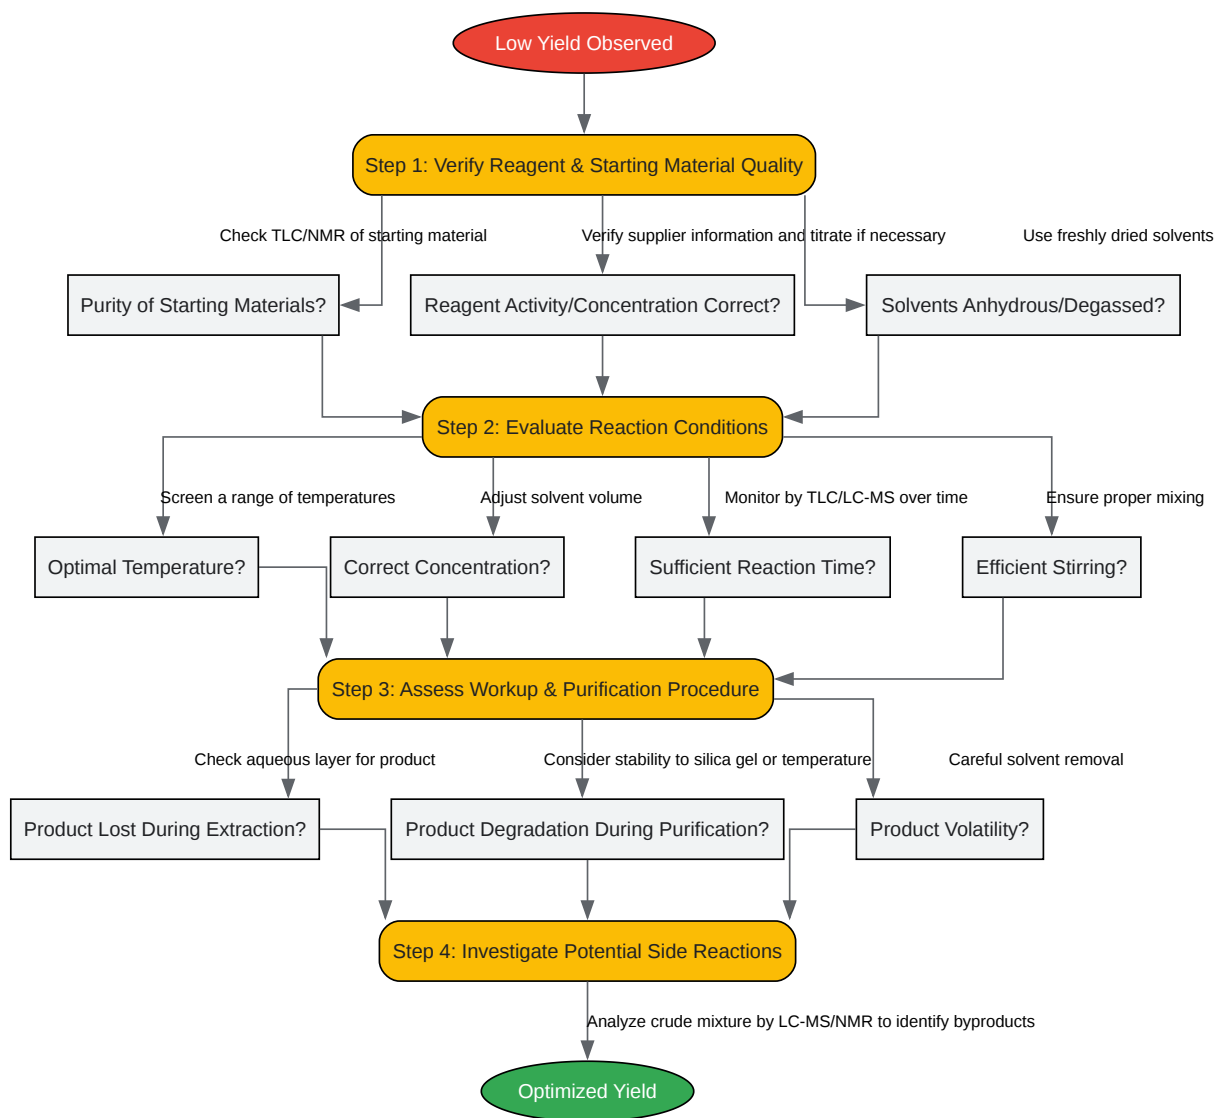 Low Yield Observed
Step 1: Verify Reagent & Starting Material Quality
Check TLC/NMR of starting material
Verify supplier information and titrate if necessary
Use freshly dried solvents
Purity of Starting Materials?
Reagent Activity/Concentration Correct?
Solvents Anhydrous/Degassed?
Step 2: Evaluate Reaction Conditions
Screen a range of temperatures
Adjust solvent volume
Monitor by TLC/LC-MS over time
Ensure proper mixing
Optimal Temperature?
Correct Concentration?
Sufficient Reaction Time?
Efficient Stirring?
Step 3: Assess Workup & Purification Procedure
Check aqueous layer for product
Consider stability to silica gel or temperature
Careful solvent removal
Product Lost During Extraction?
Product Degradation During Purification?
Product Volatility?
Step 4: Investigate Potential Side Reactions
Analyze crude mixture by LC-MS/NMR to identify byproducts
Optimized Yield